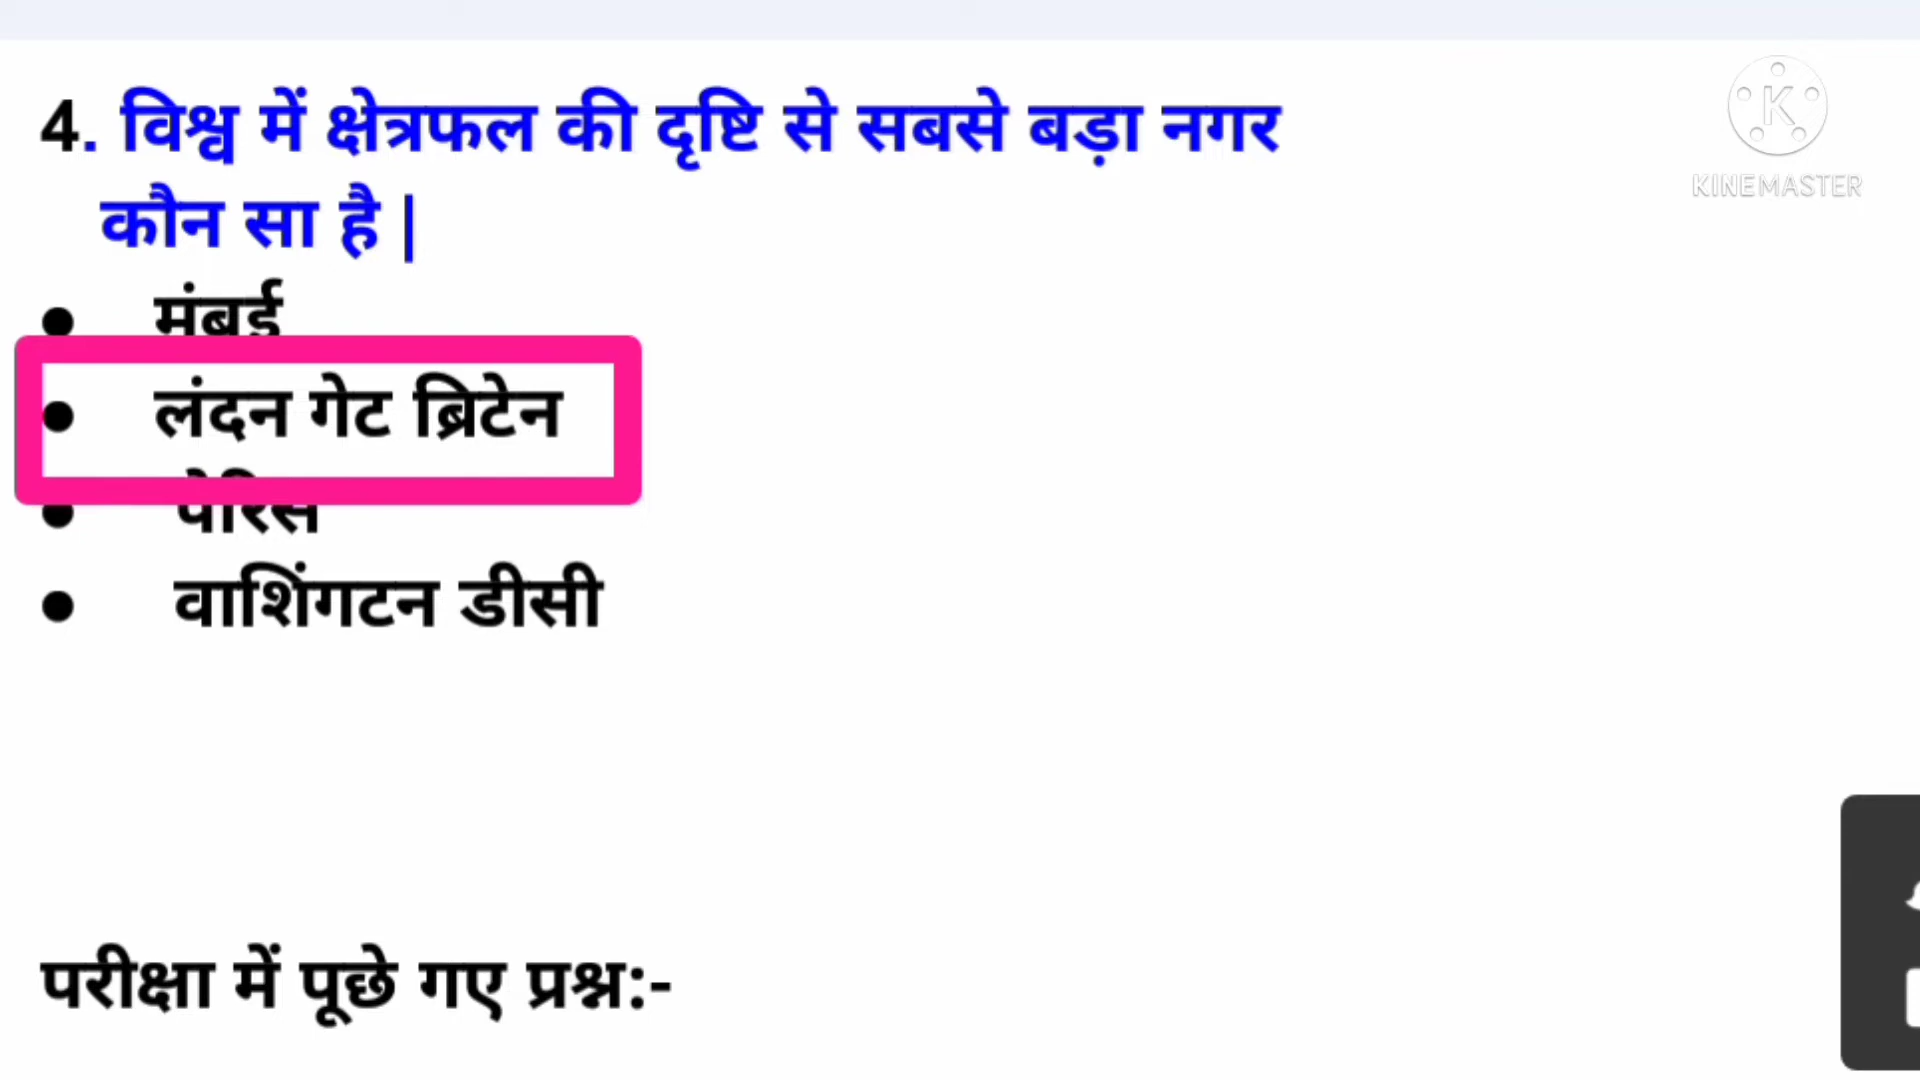 4. विश्व में क्षेत्रफल की दृष्टि से सबसे बड़ा नगर
कौन सा है |
● मंबई
● लंदन गेट ब्रिटेन
● पेरिस
● वाशिंगटन डीसी
परीक्षा में पूछे गए प्रश्न:-
KINEMASTER